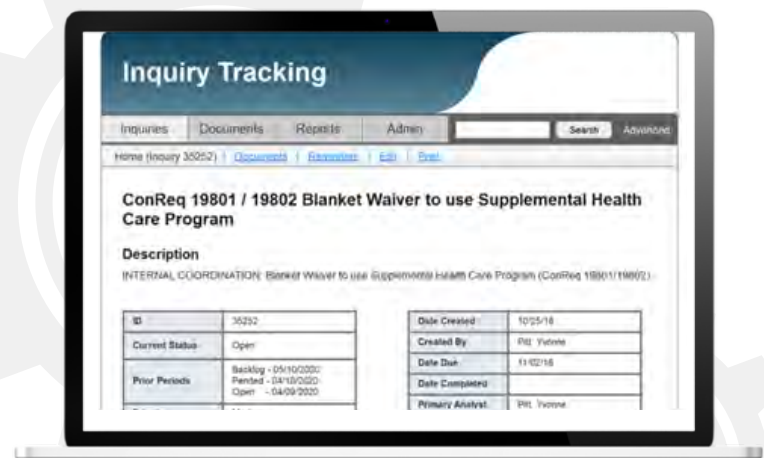 Inquiry Tracking
Inquiries Documents Reports Admin Search Advanced
Home (Inquiry 35252) | Documents | Reminders | Edit | Print
ConReq 19801 / 19802 Blanket Waiver to use Supplemental Health
Care Program
Description
INTERNAL COORDINATION: Blanket Waiver to use Supplemental Health Care Program (ConReq 19801/19802)
ID 35252
Current Status Open
Prior Periods Backlog - 05/10/2020
Pended - 04/10/2020
Open - 04/09/2020
Date Created 10/25/18
Created By Pitt, Yvonne
Date Due 11/02/18
Date Completed
Primary Analyst Pitt, Yvonne